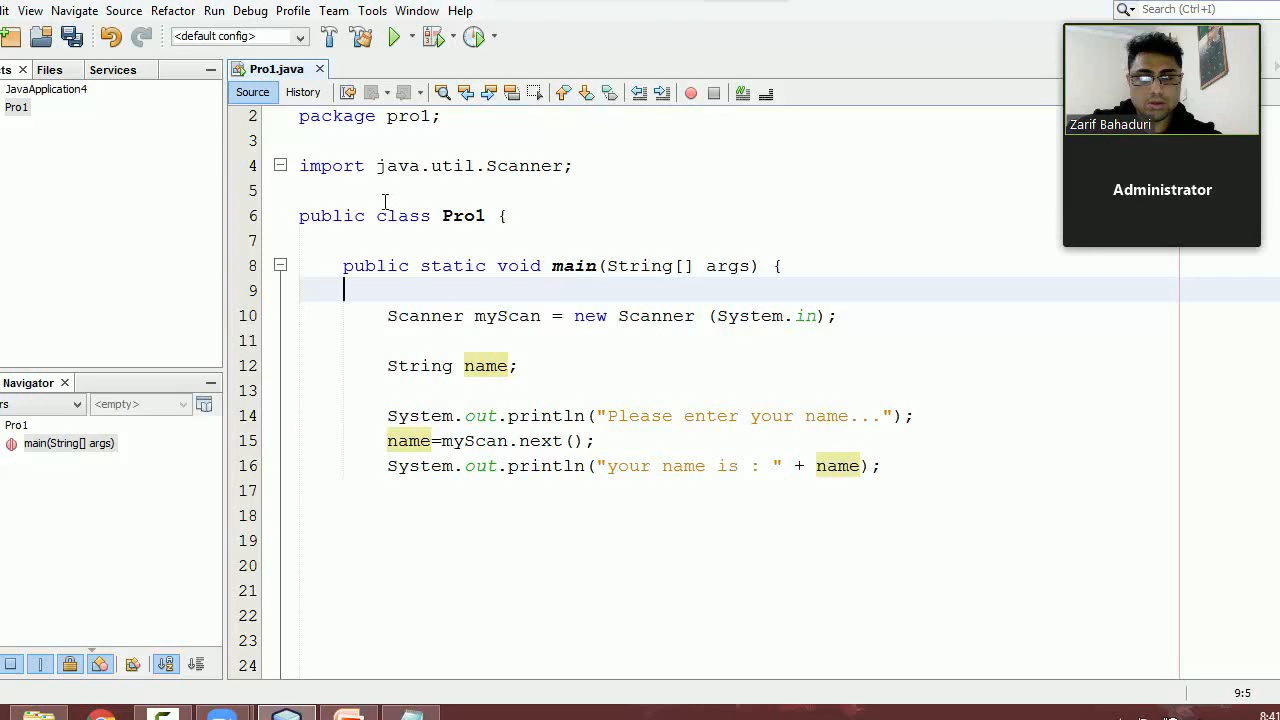 it View Navigate Source Refactor Run Debug Profile Team Tools Window Help
Search (Ctrl+I)
<default config>
ts Files Services
Pro1.java
JavaApplication4
Pro1
Source History
2 package pro1;
3
4 import java.util.Scanner;
5
6 public class Pro1 {
7
8 public static void main(String[] args) {
9
10 Scanner myScan = new Scanner (System.in);
11
12 String name;
13
14 System.out.println("Please enter your name...");
15 name=myScan.next();
16 System.out.println("your name is : " + name);
17
18
19
20
21
22
23
24
Zarif Bahaduri
Administrator
Navigator
rs <empty>
Pro1
main(String[] args)
9:5
8:41